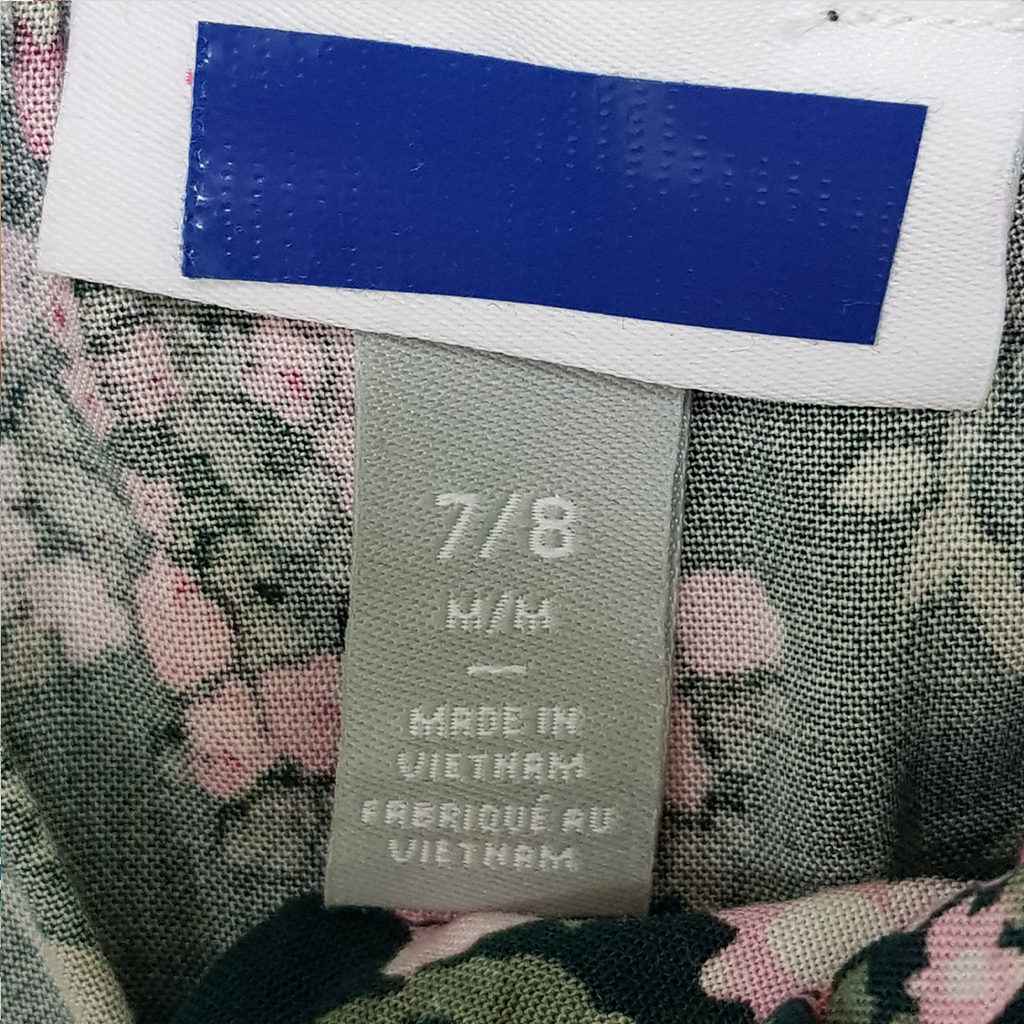 7/8
M/M
—
MADE IN
VIETNAM
FABRIQUÉ AU
VIETNAM